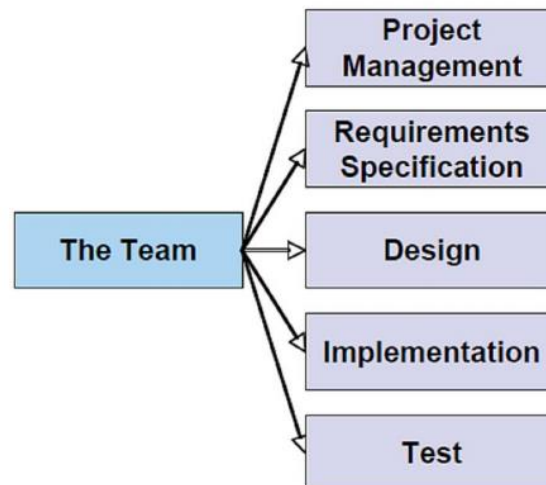 Project
Management
Requirements
Specification
The Team
Design
Implementation
Test